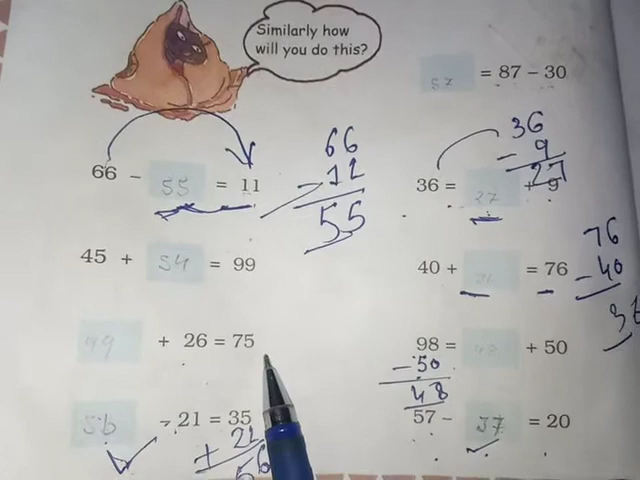 Similarly how
will you do this?
57 = 87 − 30
66 − 55 = 11
66
− 11
55
36 = 27 + 9
36
− 9
27
45 + 54 = 99
40 + = 76
76
− 40
36
49 + 26 = 75
98 = + 50
− 50
48
56 − 21 = 35
+ 21
56
57 − 37 = 20